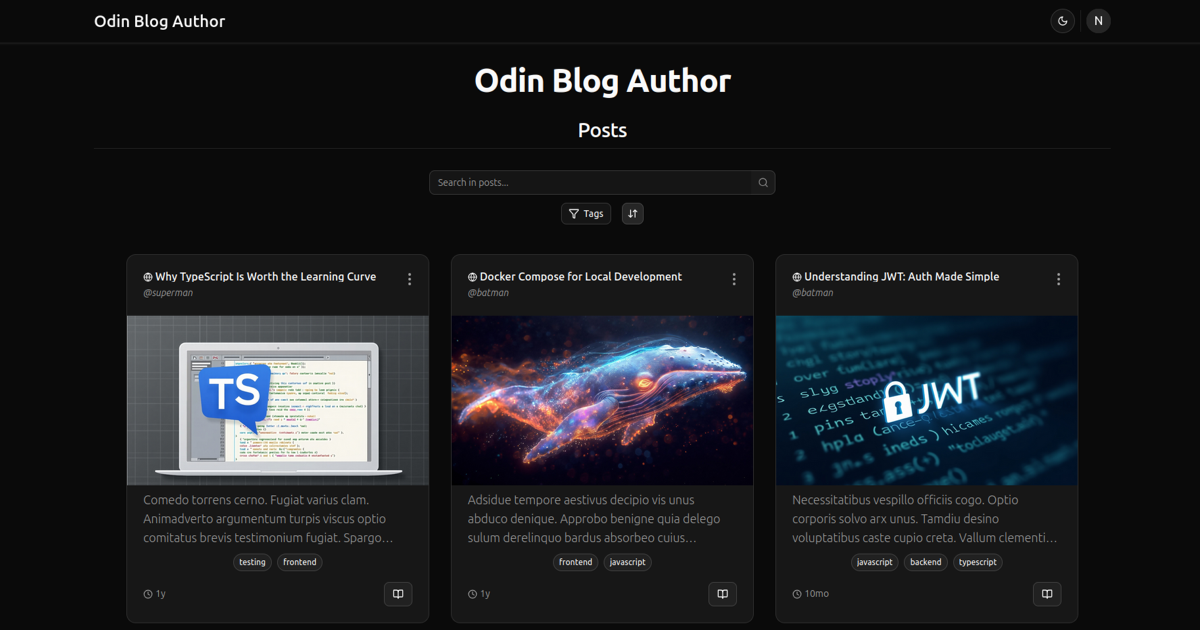 Odin Blog Author
N
Odin Blog Author
Posts
Search in posts...
Tags
Why TypeScript Is Worth the Learning Curve
@superman
TS
Comedo torrens cerno. Fugiat varius clam.
Animadverto argumentum turpis viscus optio
comitatus brevis testimonium fugiat. Spargo...
testing
frontend
1y
Docker Compose for Local Development
@batman
Adsidue tempore aestivus decipio vis unus
abduco denique. Approbo benigne quia delego
sulum derelinquo bardus absorbeo cuius...
frontend
javascript
1y
Understanding JWT: Auth Made Simple
@batman
JWT
Necessitatibus vespillo officiis cogo. Optio
corporis solvo arx unus. Tamdiu desino
voluptatibus caste cupio creta. Vallum clementi...
javascript
backend
typescript
10mo